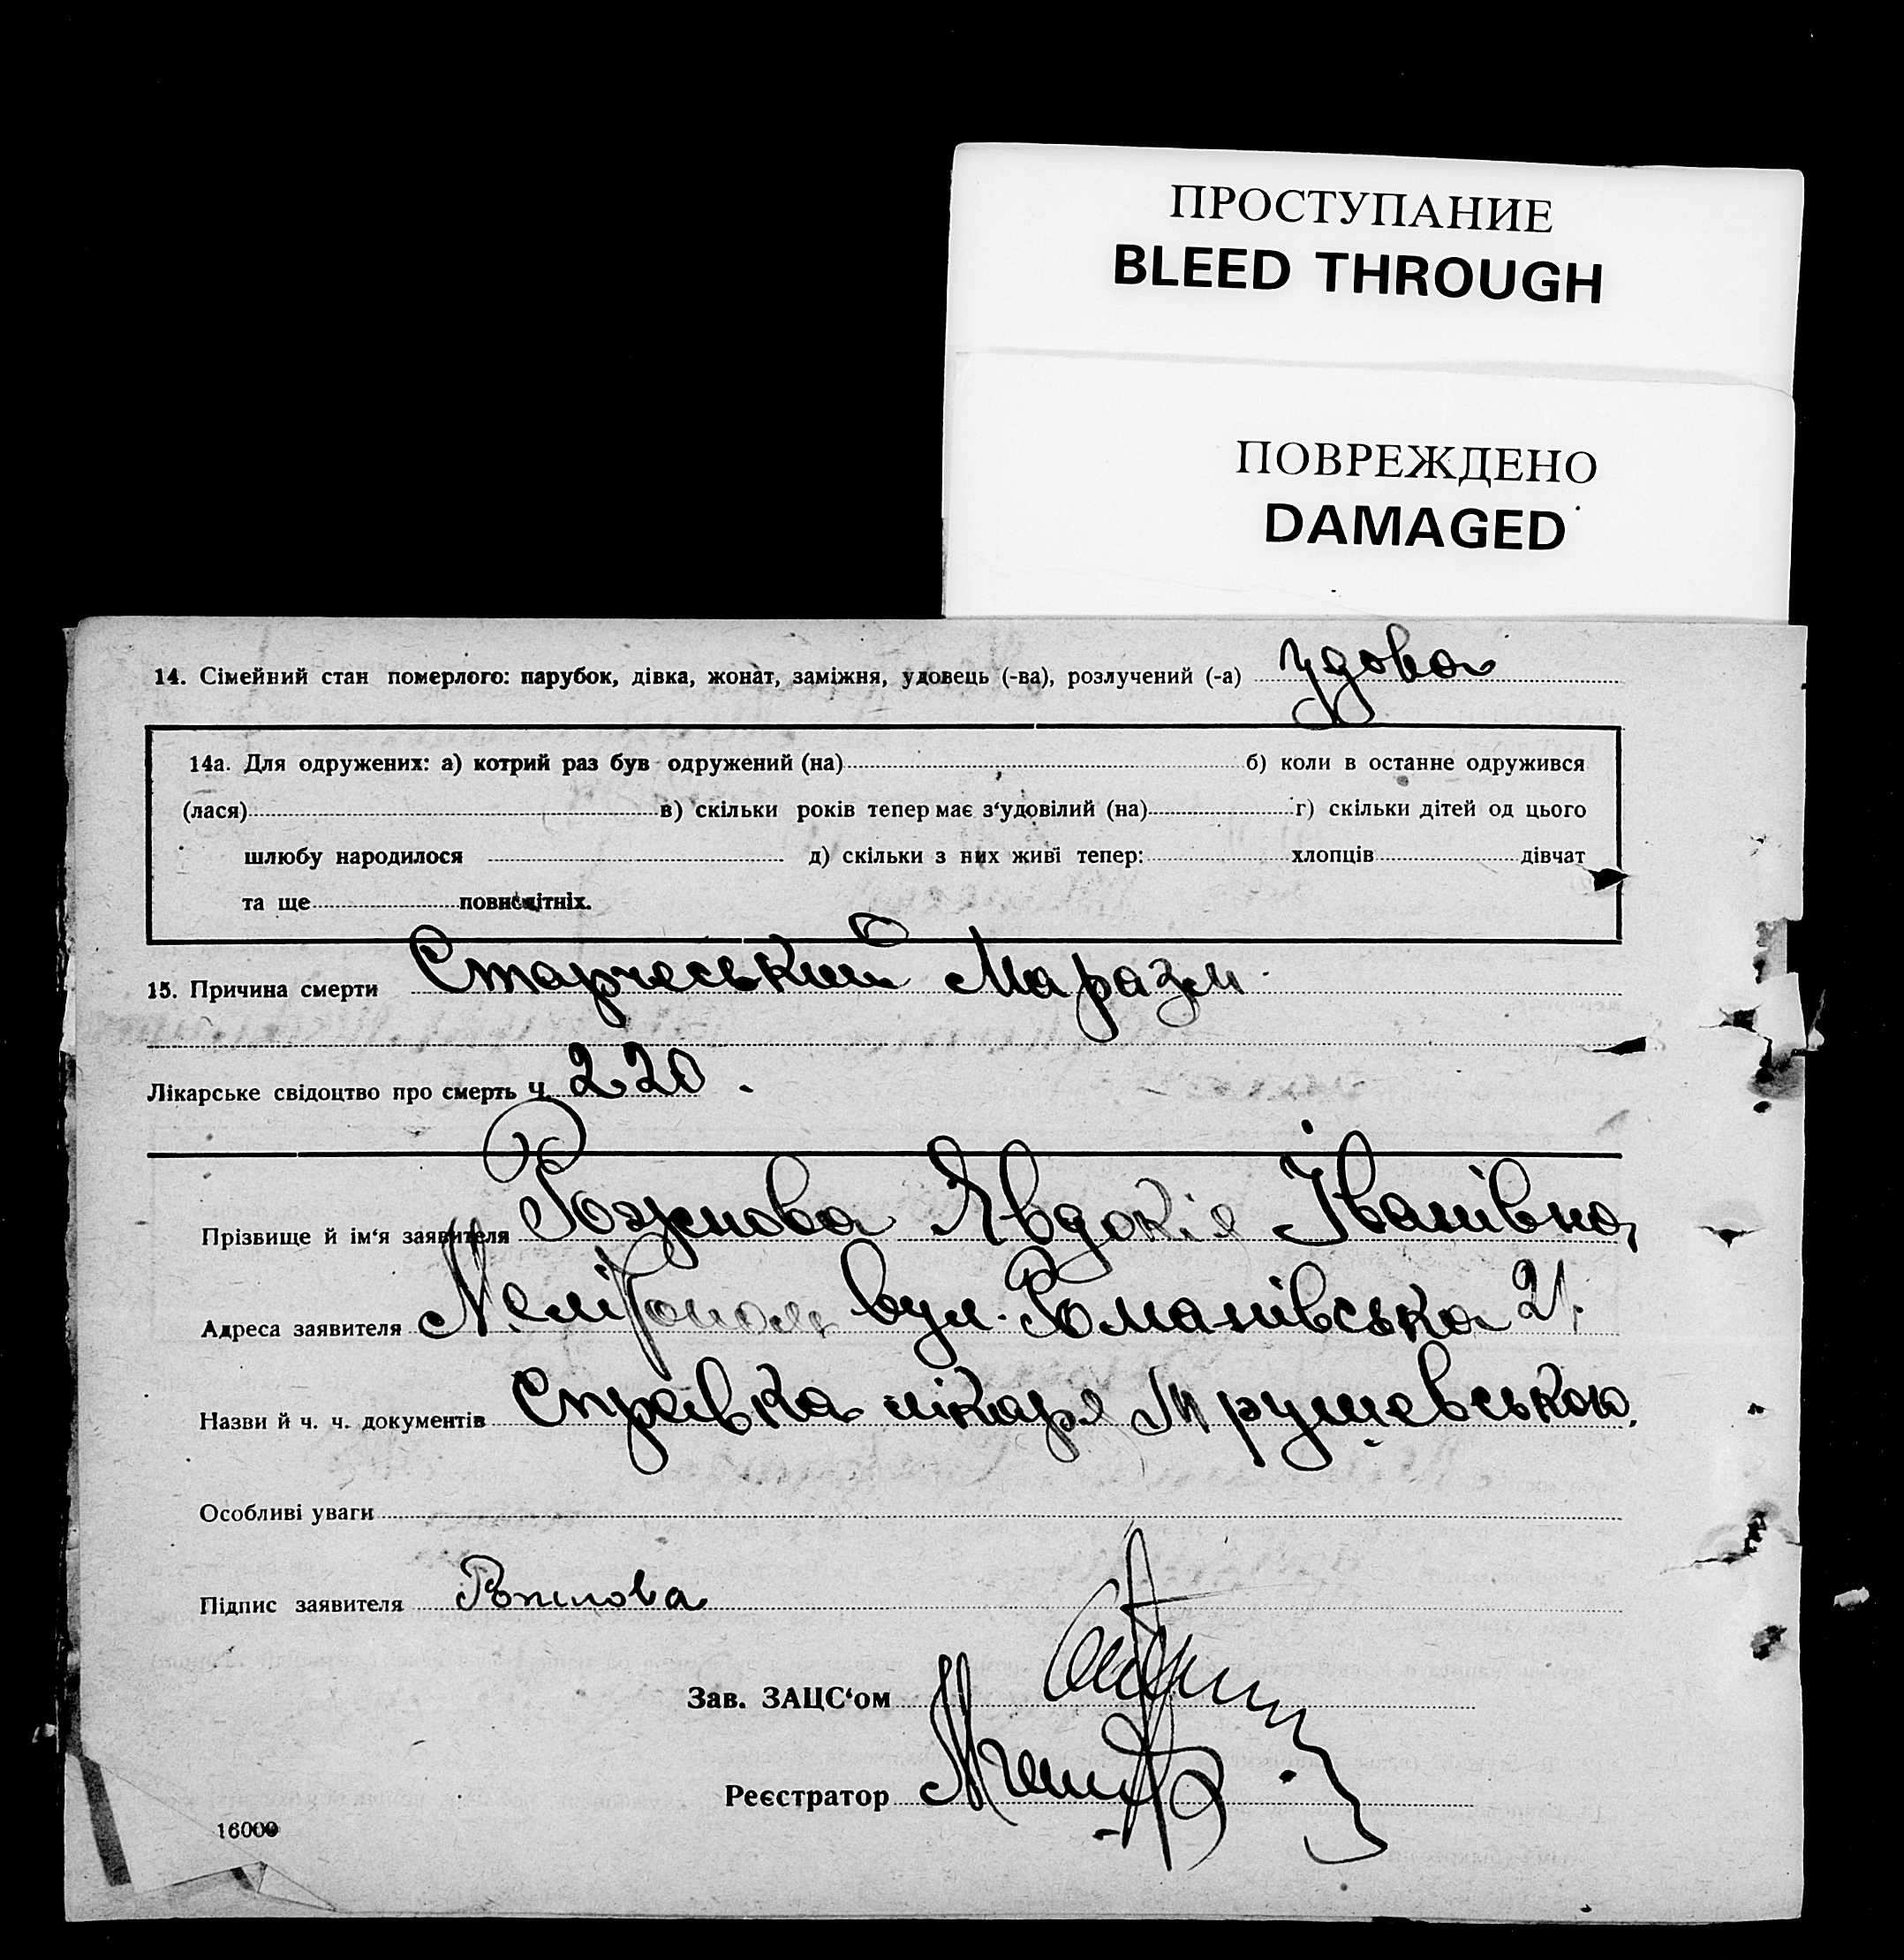 ПРОСТУПАНИЕ
BLEED THROUGH
ПОВРЕЖДЕНО
DAMAGED
14. Сімейний стан померлого: парубок, дівка, жонат, заміжня, удовець (-ва), розлучений (-а) удова
14а. Для одружених: а) котрий раз був одружений (на) б) коли в останнє одружився
(лася) в) скільки років тепер має з‘удовілий (на) г) скільки дітей од цього
шлюбу народилося д) скільки з них живі тепер: хлопців дівчат
та ще повнолітніх.
15. Причина смерти Старческий Маразм
Лікарське свідоцтво про смерть Ч. 220.
Прізвище й ім‘я заявителя Явдокія Іванівна
Адреса заявителя Мелітополь вул. Романівська 21.
Назви й ч. ч. документів Справка лікаря
Особливі уваги
Підпис заявителя
Зав. ЗАЦС‘ом
Реєстратор
16000